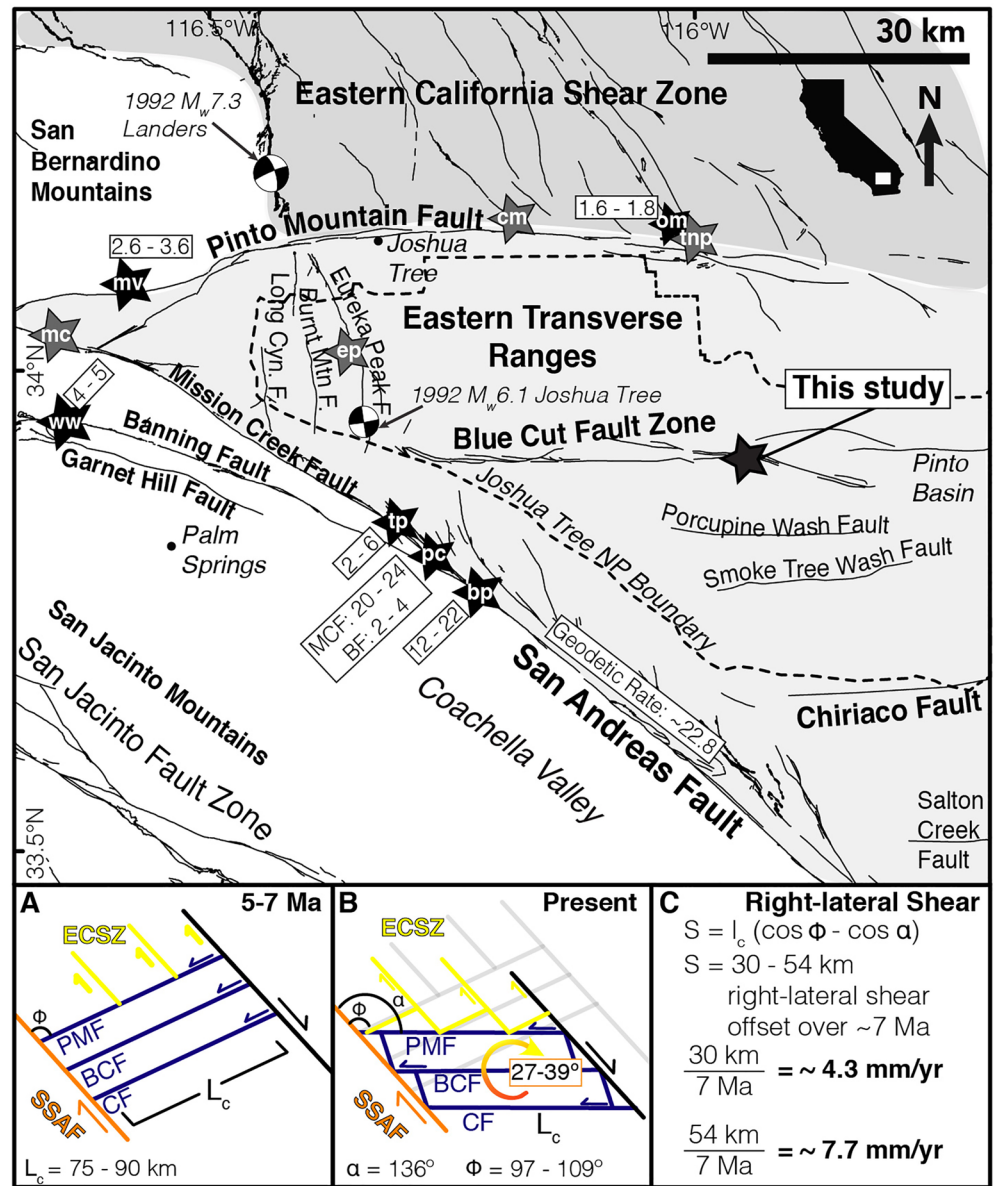 116.5°W
116°W
30 km
Eastern California Shear Zone
1992 Mw7.3
Landers
N
San
Bernardino
Mountains
Pinto Mountain Fault
cm
1.6 - 1.8
om
tnp
2.6 - 3.6
mv
Joshua
Tree
Long Cyn. F.
Burnt Mtn F.
Eureka Peak F
ep
Eastern Transverse
Ranges
mc
34°N
4 - 5
ww
Mission Creek Fault
Banning Fault
Garnet Hill Fault
1992 Mw6.1 Joshua Tree
This study
Blue Cut Fault Zone
Pinto
Basin
Joshua Tree NP Boundary
Porcupine Wash Fault
Smoke Tree Wash Fault
Palm
Springs
tp
2 - 6
pc
MCF: 20 - 24
BF: 2 - 4
bp
12 - 22
San Jacinto Mountains
San Jacinto Fault Zone
Coachella Valley
San Andreas Fault
Geodetic Rate: ~22.8
Chiriaco Fault
Salton
Creek
Fault
33.5°N
A
5-7 Ma
ECSZ
Φ
PMF
BCF
CF
SSAF
Lc
Lc = 75 - 90 km
B
Present
ECSZ
Φ
α
PMF
BCF
27-39°
CF
Lc
SSAF
α = 136° Φ = 97 - 109°
C Right-lateral Shear
S = lc (cos Φ - cos α)
S = 30 - 54 km
right-lateral shear
offset over ~7 Ma
30 km
7 Ma
= ~ 4.3 mm/yr
54 km
7 Ma
= ~ 7.7 mm/yr